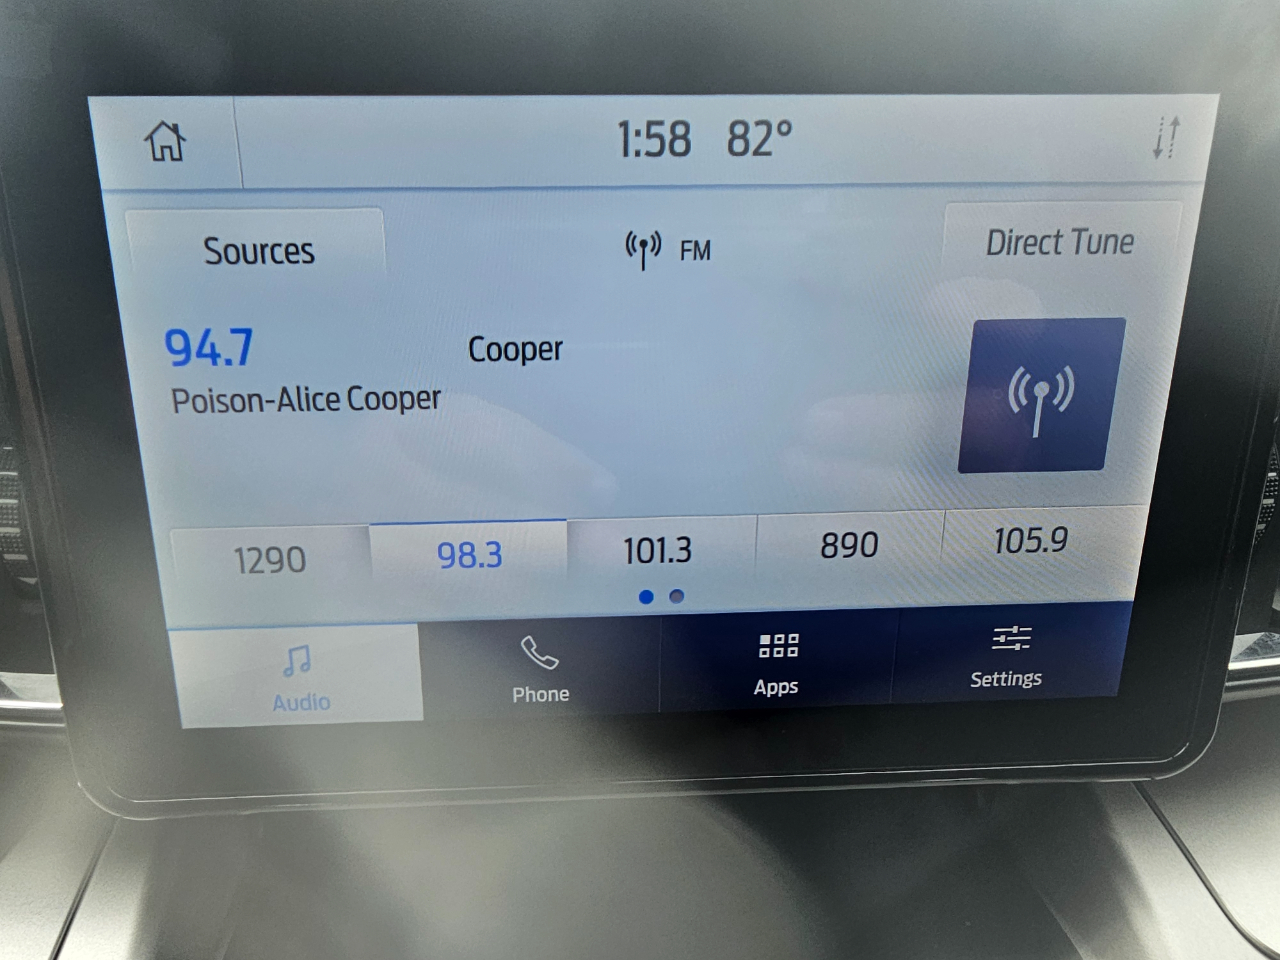 1:58 82°
Sources
FM
Direct Tune
94.7
Cooper
Poison-Alice Cooper
1290
98.3
101.3
890
105.9
Audio
Phone
Apps
Settings